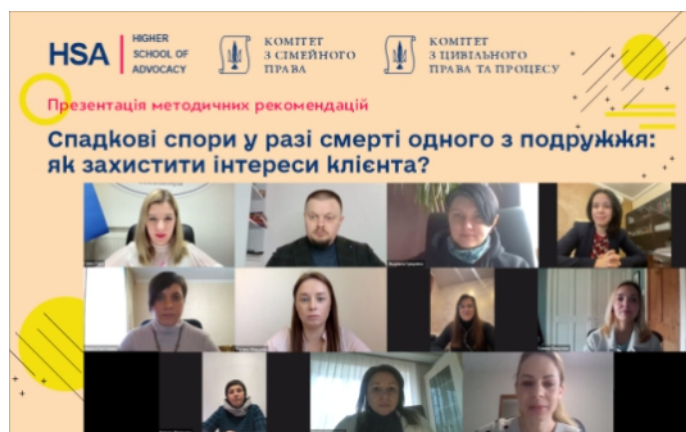 HSA
HIGHER
SCHOOL OF
ADVOCACY
КОМІТЕТ
З СІМЕЙНОГО
ПРАВА
КОМІТЕТ
З ЦИВІЛЬНОГО
ПРАВА ТА ПРОЦЕСУ
Презентація методичних рекомендацій
Спадкові спори у разі смерті одного з подружжя:
як захистити інтереси клієнта?